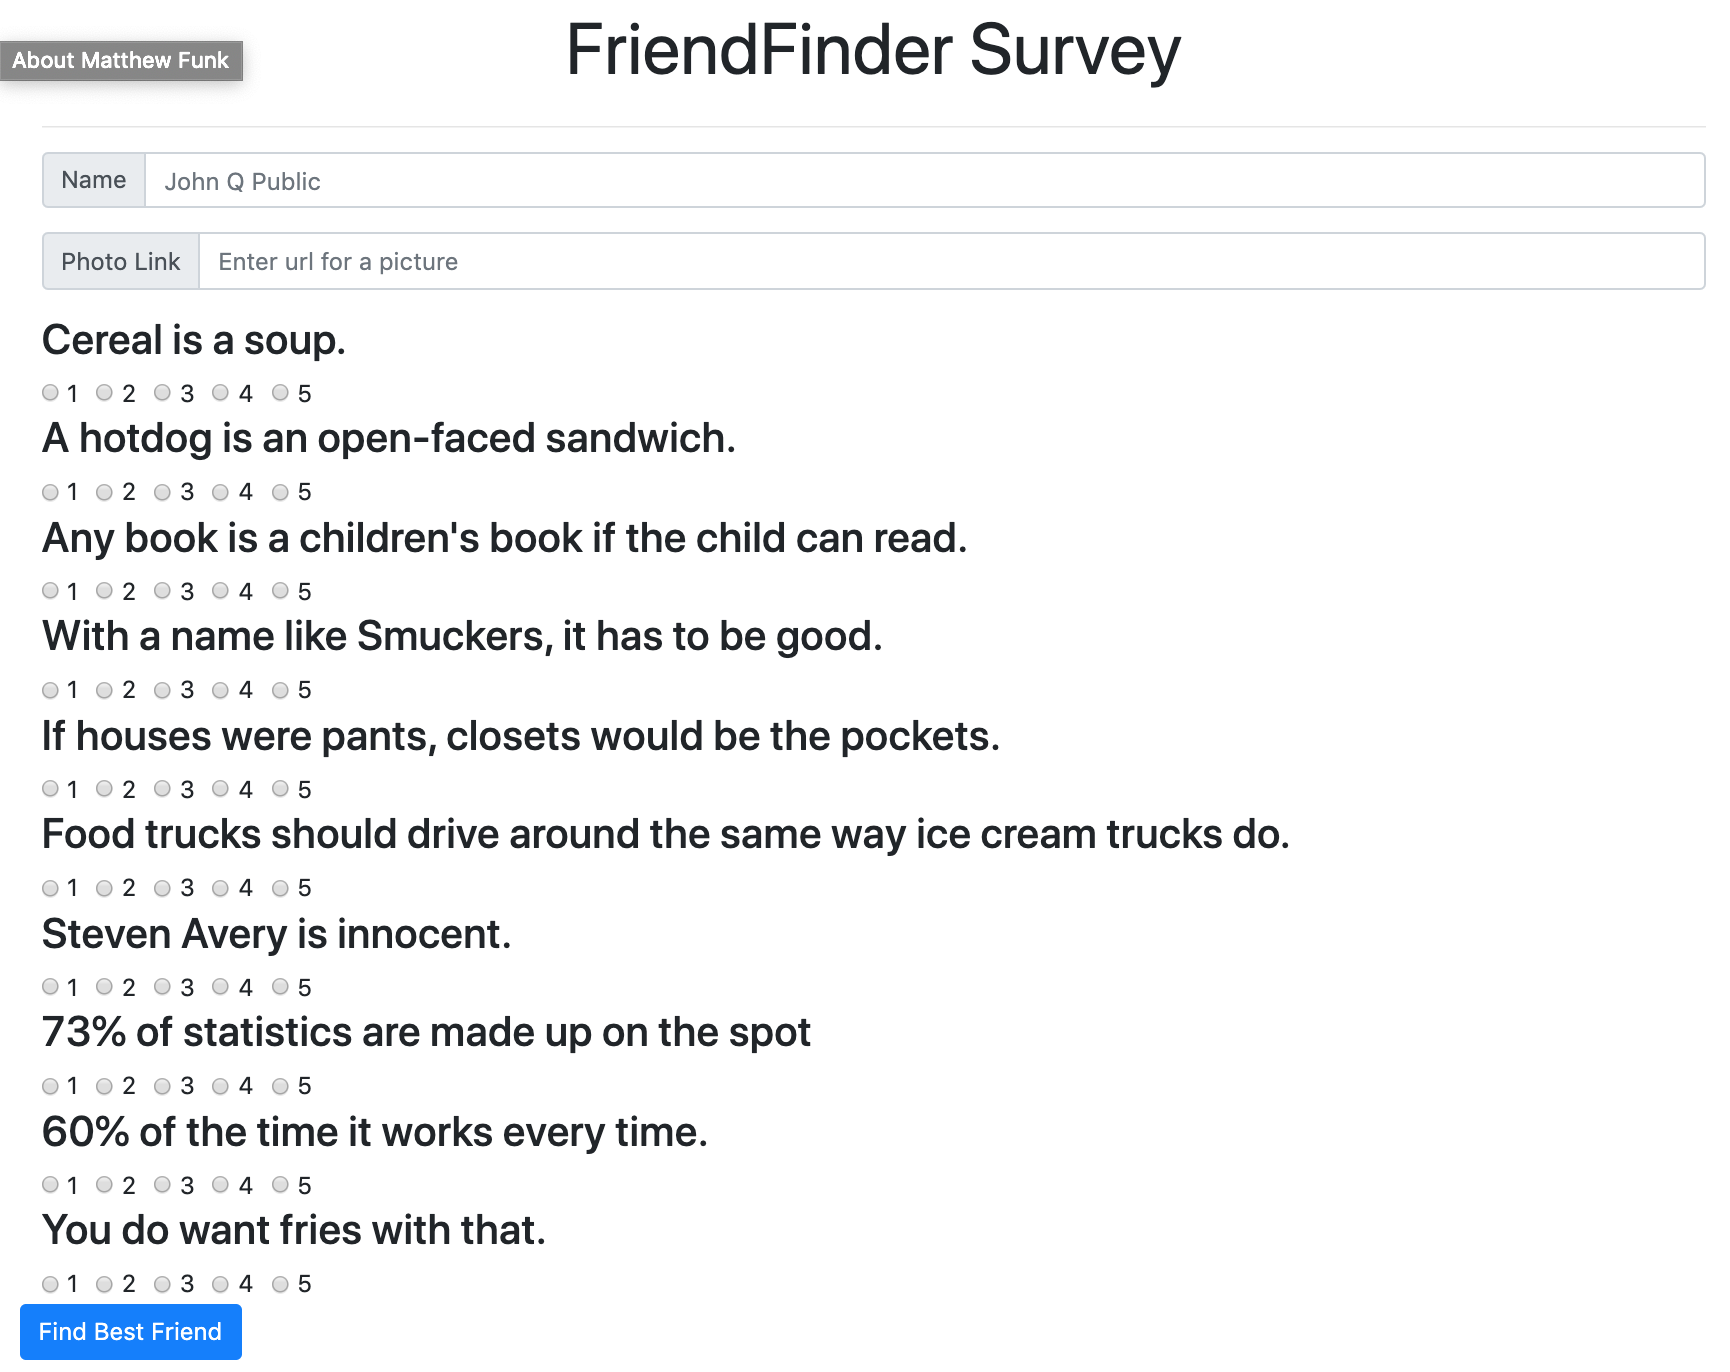 FriendFinder Survey
About Matthew Funk
Name John Q Public
Photo Link Enter url for a picture
Cereal is a soup.
1 2 3 4 5
A hotdog is an open-faced sandwich.
1 2 3 4 5
Any book is a children's book if the child can read.
1 2 3 4 5
With a name like Smuckers, it has to be good.
1 2 3 4 5
If houses were pants, closets would be the pockets.
1 2 3 4 5
Food trucks should drive around the same way ice cream trucks do.
1 2 3 4 5
Steven Avery is innocent.
1 2 3 4 5
73% of statistics are made up on the spot
1 2 3 4 5
60% of the time it works every time.
1 2 3 4 5
You do want fries with that.
1 2 3 4 5
Find Best Friend